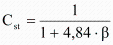 C_st = 1 / (1 + 4,84 · β)